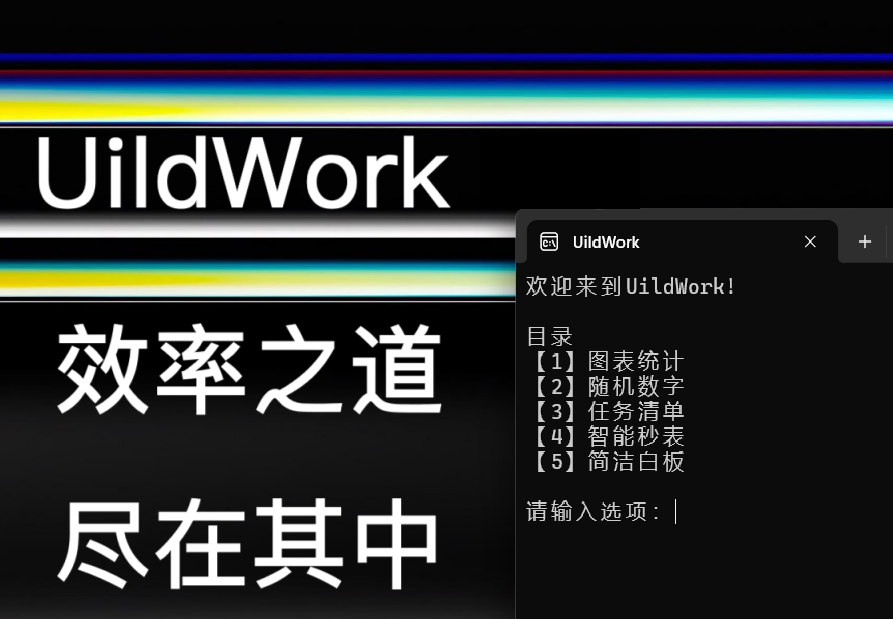 UildWork
效率之道
尽在其中
UildWork
欢迎来到UildWork!
目录
【1】图表统计
【2】随机数字
【3】任务清单
【4】智能秒表
【5】简洁白板
请输入选项: